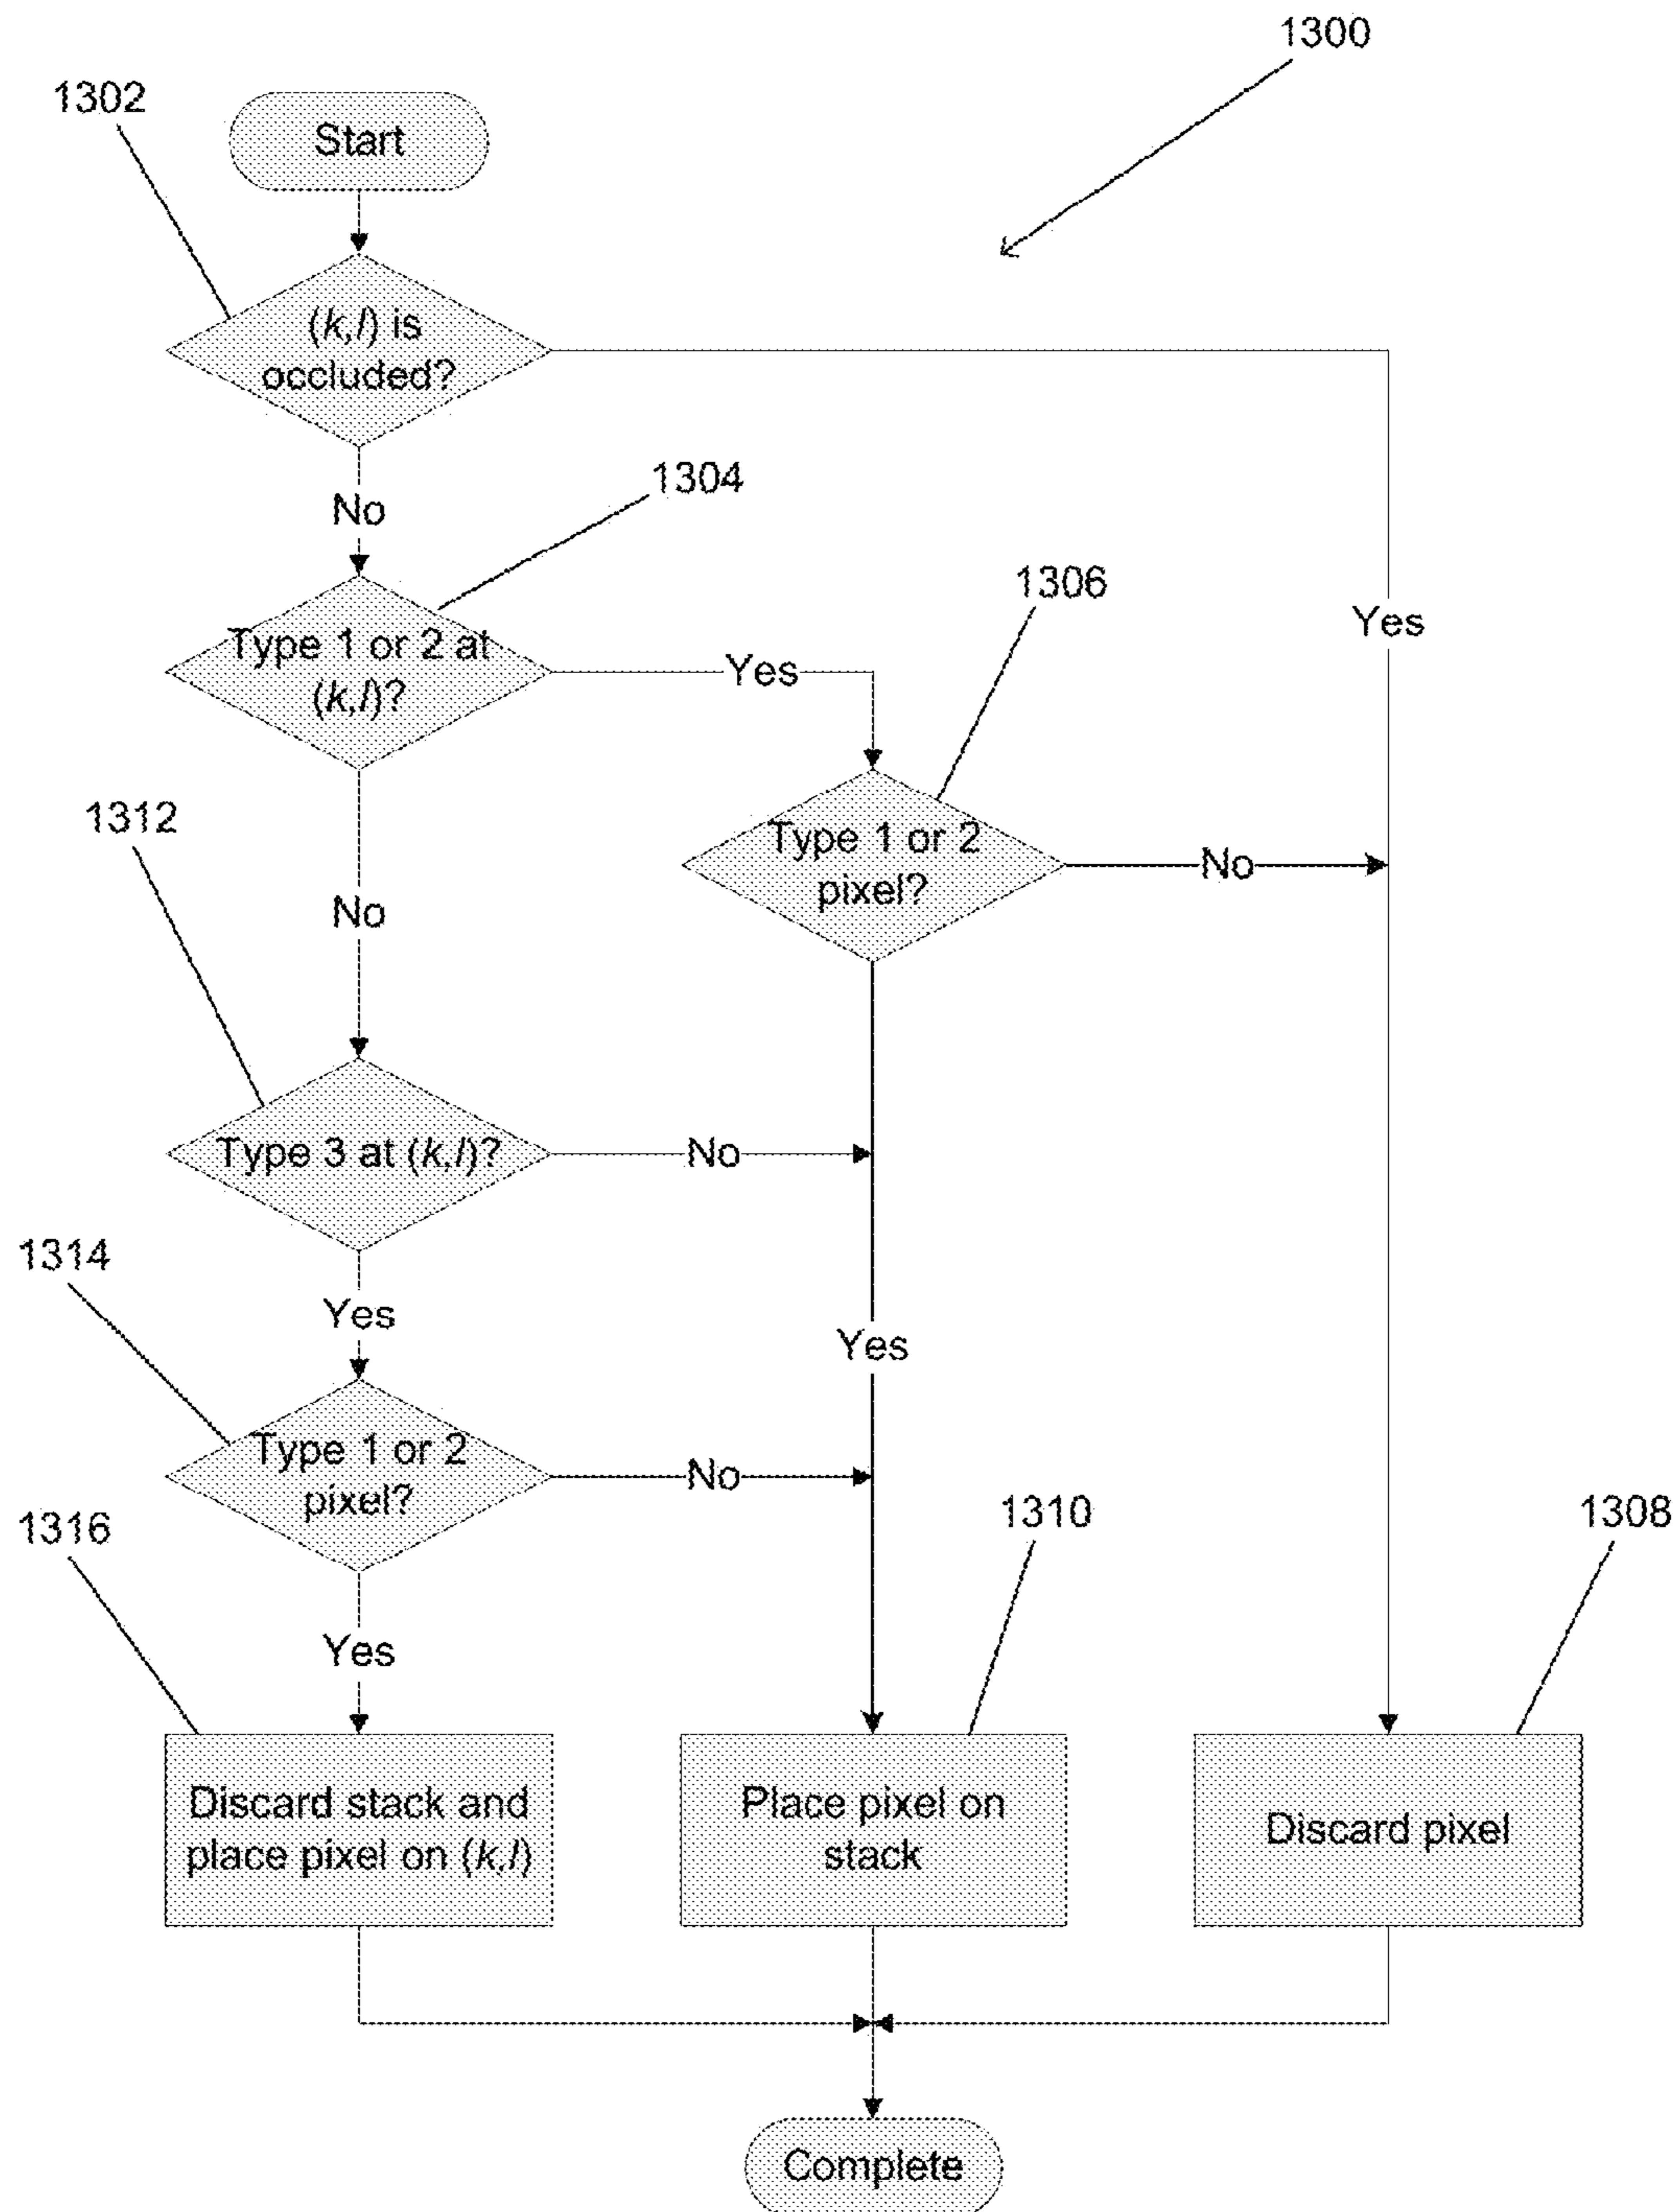 1300
1302
Start
(k,l) is
occluded?
No
1304
Type 1 or 2 at
(k,l)?
Yes
1306
Yes
Type 1 or 2
pixel?
No
1312
No
Type 3 at (k,l)?
No
1314
Yes
Yes
Type 1 or 2
pixel?
No
1316
1310
1308
Yes
Discard stack and
place pixel on (k,l)
Place pixel on
stack
Discard pixel
Complete